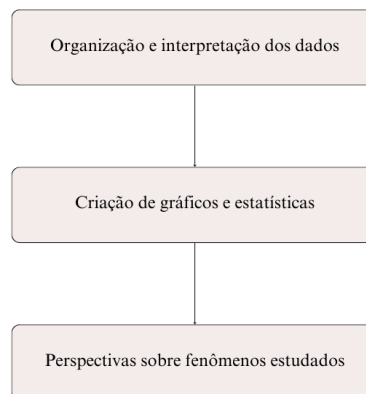 Organização e interpretação dos dados
Criação de gráficos e estatísticas
Perspectivas sobre fenômenos estudados